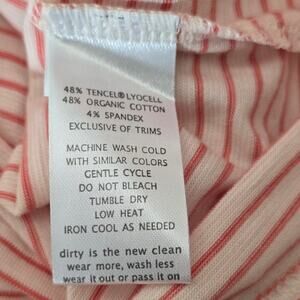 48% TENCEL®LYOCELL
48% ORGANIC COTTON
4% SPANDEX
EXCLUSIVE OF TRIMS
MACHINE WASH COLD
WITH SIMILAR COLORS
GENTLE CYCLE
DO NOT BLEACH
TUMBLE DRY
LOW HEAT
IRON COOL AS NEEDED
dirty is the new clean
wear more, wash less
wear it out or pass it on